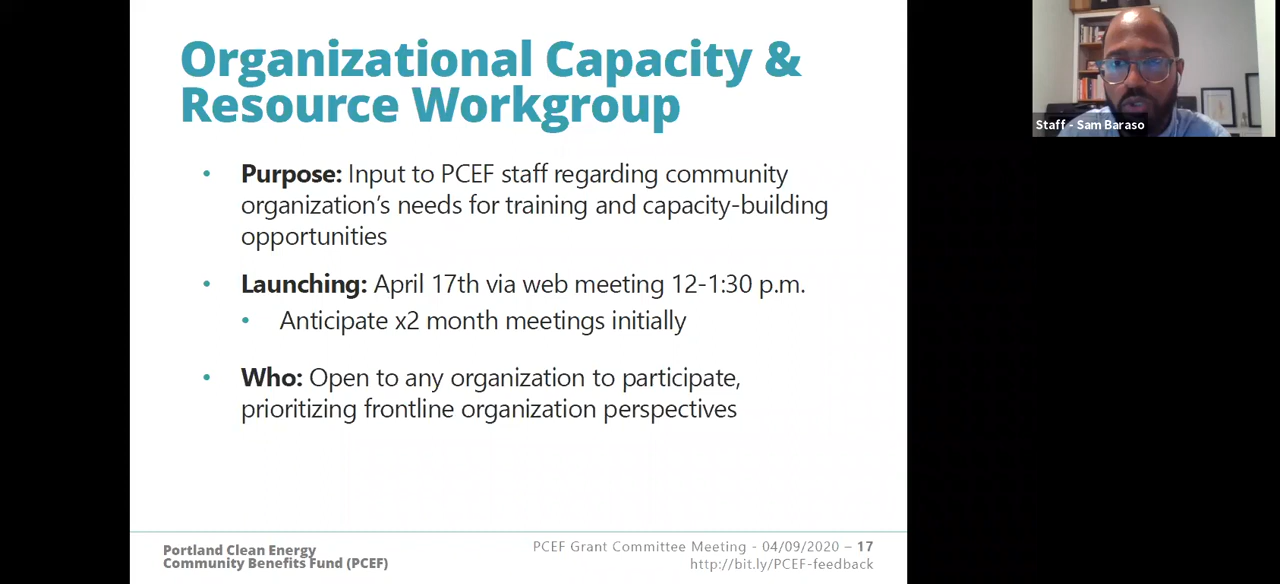 Organizational Capacity &
Resource Workgroup
• Purpose: Input to PCEF staff regarding community
organization's needs for training and capacity-building
opportunities
• Launching: April 17th via web meeting 12-1:30 p.m.
• Anticipate x2 month meetings initially
• Who: Open to any organization to participate,
prioritizing frontline organization perspectives
Portland Clean Energy
Community Benefits Fund (PCEF)
PCEF Grant Committee Meeting - 04/09/2020 – 17
http://bit.ly/PCEF-feedback
Staff - Sam Baraso